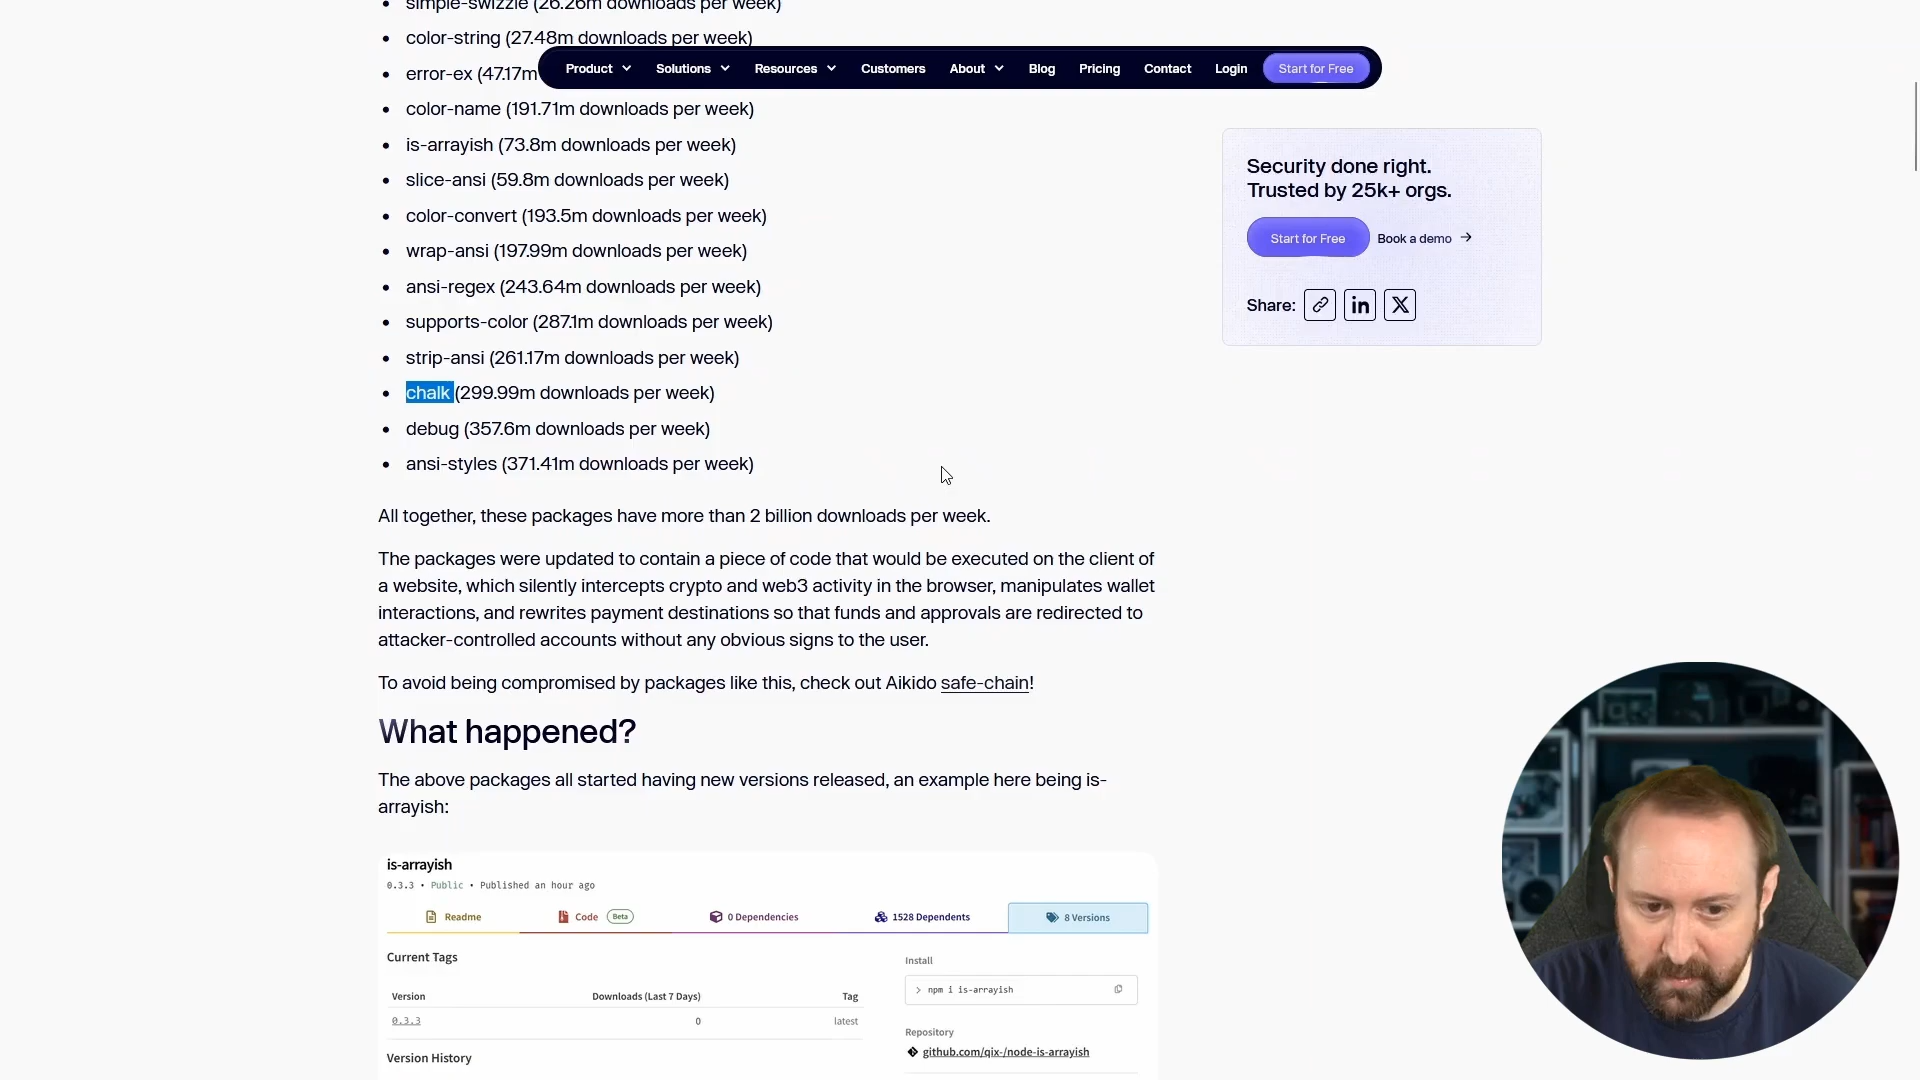 simple-swizzle (26.26m downloads per week)
color-string (27.48m downloads per week)
error-ex (47.17m
Product
Solutions
Resources
Customers
About
Blog
Pricing
Contact
Login
Start for Free
color-name (191.71m downloads per week)
is-arrayish (73.8m downloads per week)
slice-ansi (59.8m downloads per week)
color-convert (193.5m downloads per week)
wrap-ansi (197.99m downloads per week)
ansi-regex (243.64m downloads per week)
supports-color (287.1m downloads per week)
strip-ansi (261.17m downloads per week)
chalk (299.99m downloads per week)
debug (357.6m downloads per week)
ansi-styles (371.41m downloads per week)
Security done right.
Trusted by 25k+ orgs.
Start for Free
Book a demo →
Share:
All together, these packages have more than 2 billion downloads per week.
The packages were updated to contain a piece of code that would be executed on the client of
a website, which silently intercepts crypto and web3 activity in the browser, manipulates wallet
interactions, and rewrites payment destinations so that funds and approvals are redirected to
attacker-controlled accounts without any obvious signs to the user.
To avoid being compromised by packages like this, check out Aikido safe-chain!
What happened?
The above packages all started having new versions released, an example here being is-
arrayish:
is-arrayish
0.3.3 • Public • Published an hour ago
Readme
Code Beta
0 Dependencies
1528 Dependents
8 Versions
Current Tags
Version
Downloads (Last 7 Days)
Tag
0.3.3
0
latest
Version History
Install
> npm i is-arrayish
Repository
github.com/qix-/node-is-arrayish